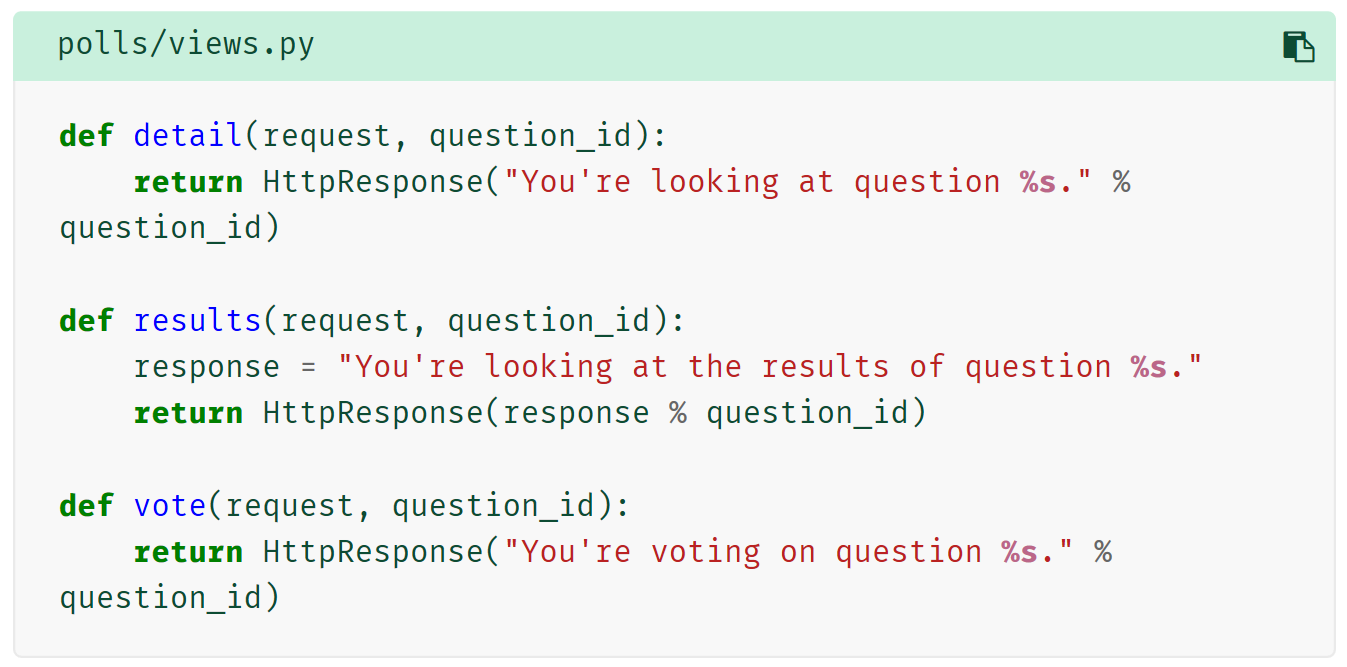 polls/views.py
def detail(request, question_id):
    return HttpResponse("You're looking at question %s." %
question_id)

def results(request, question_id):
    response = "You're looking at the results of question %s."
    return HttpResponse(response % question_id)

def vote(request, question_id):
    return HttpResponse("You're voting on question %s." %
question_id)